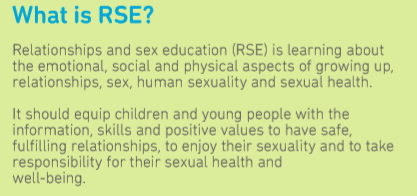 What is RSE?
Relationships and sex education (RSE) is learning about
the emotional, social and physical aspects of growing up,
relationships, sex, human sexuality and sexual health.
It should equip children and young people with the
information, skills and positive values to have safe,
fulfilling relationships, to enjoy their sexuality and to take
responsibility for their sexual health and
well-being.